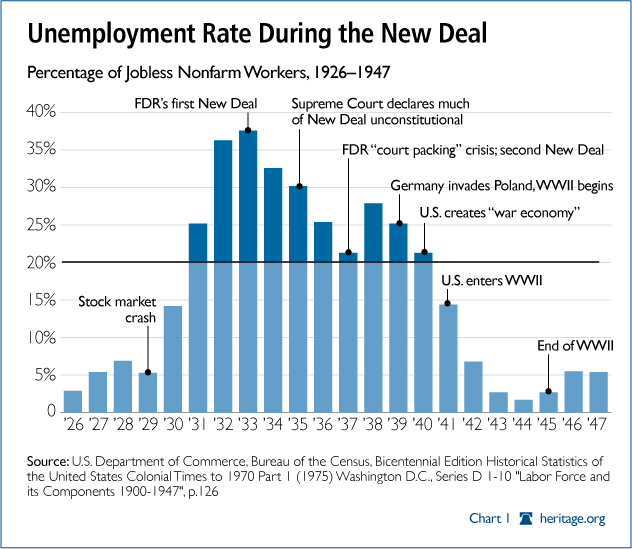 Unemployment Rate During the New Deal
Percentage of Jobless Nonfarm Workers, 1926–1947
40%
35%
30%
25%
20%
15%
10%
5%
0
FDR's first New Deal
Supreme Court declares much
of New Deal unconstitutional
FDR “court packing” crisis; second New Deal
Germany invades Poland, WWII begins
U.S. creates “war economy”
U.S. enters WWII
Stock market
crash
End of WWII
'26 '27 '28 '29 '30 '31 '32 '33 '34 '35 '36 '37 '38 '39 '40 '41 '42 '43 '44 '45 '46 '47
Source: U.S. Department of Commerce, Bureau of the Census, Bicentennial Edition Historical Statistics of
the United States Colonial Times to 1970 Part 1 (1975) Washington D.C., Series D 1-10 "Labor Force and
its Components 1900-1947", p.126
Chart 1 heritage.org